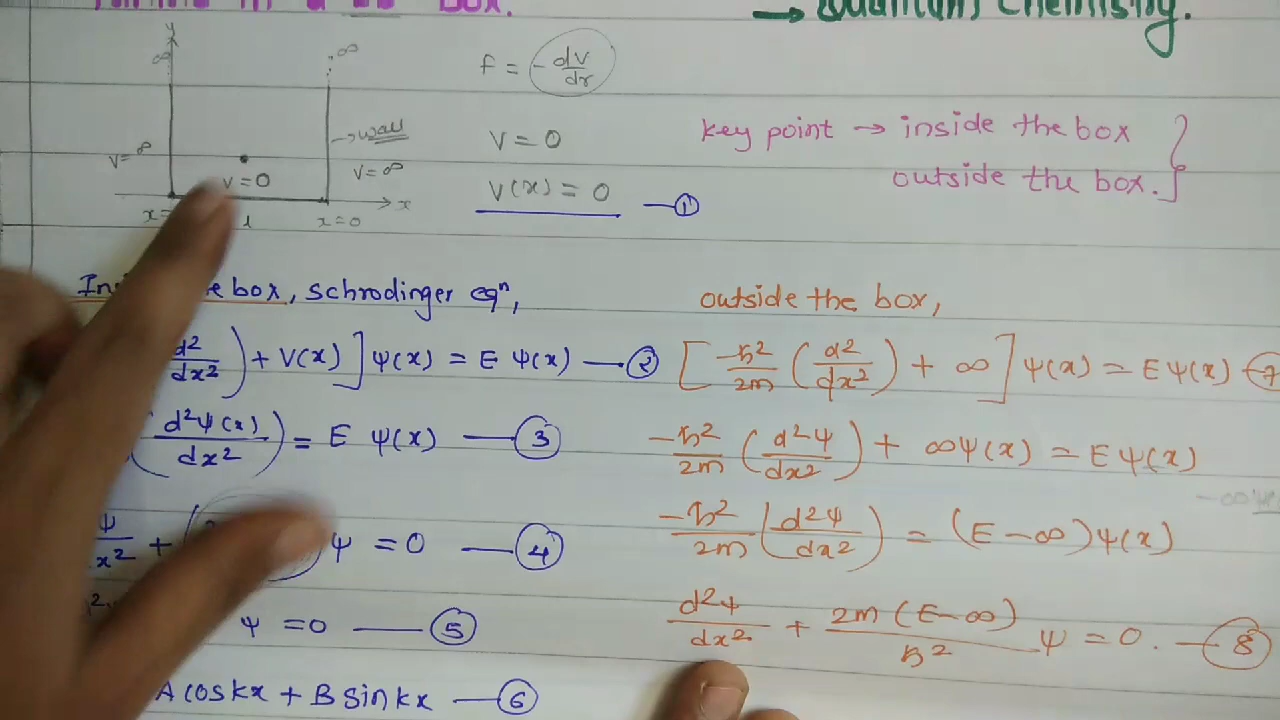 BOX.
→ Quantum Chemistry.
y
∞ ∞
F = - dv/dr
→ wall
V=∞
V=0
V=∞
x= l x=0
→ x
V = 0
V(x) = 0 — ①
Key point → inside the box
outside the box.
the box, schrodinger eqⁿ,
d²/dx²) + V(x)] ψ(x) = E ψ(x) — ②
(d²ψ(x)/dx²) = E ψ(x) — ③
ψ/x² + ( ) ψ = 0 — ④
ψ = 0 — ⑤
A cos kx + B sin kx — ⑥
outside the box,
[-ħ²/2m (d²/dx²) + ∞] ψ(x) = E ψ(x) — ⑦
-ħ²/2m (d²ψ/dx²) + ∞ψ(x) = E ψ(x)
-ħ²/2m (d²ψ/dx²) = (E - ∞) ψ(x)
d²ψ/dx² + 2m (E - ∞)/ħ² ψ = 0. — ⑧